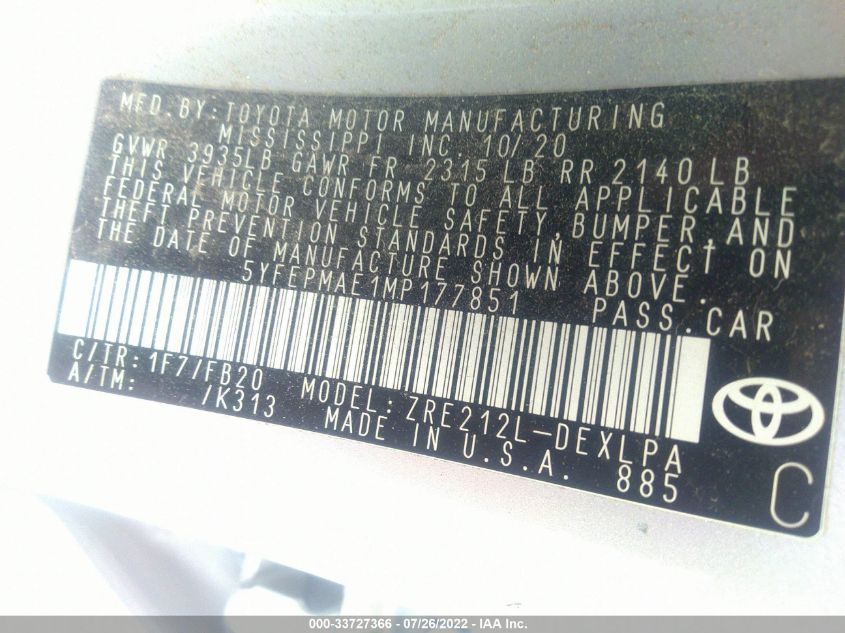 MFD.BY:TOYOTA MOTOR MANUFACTURING
MISSISSIPPI INC. 10/20
GVWR 3935LB GAWR FR 2315 LB RR 2140 LB
THIS VEHICLE CONFORMS TO ALL APPLICABLE
FEDERAL MOTOR VEHICLE SAFETY, BUMPER, AND
THEFT PREVENTION STANDARDS IN EFFECT ON
THE DATE OF MANUFACTURE SHOWN ABOVE.
5YFEPMAE1MP177851 PASS.CAR
C/TR: 1F7/FB20 MODEL: ZRE212L-DEXLPA
A/TM: /K313 MADE IN U.S.A. 885
C
000-33727366 - 07/26/2022 - IAA Inc.